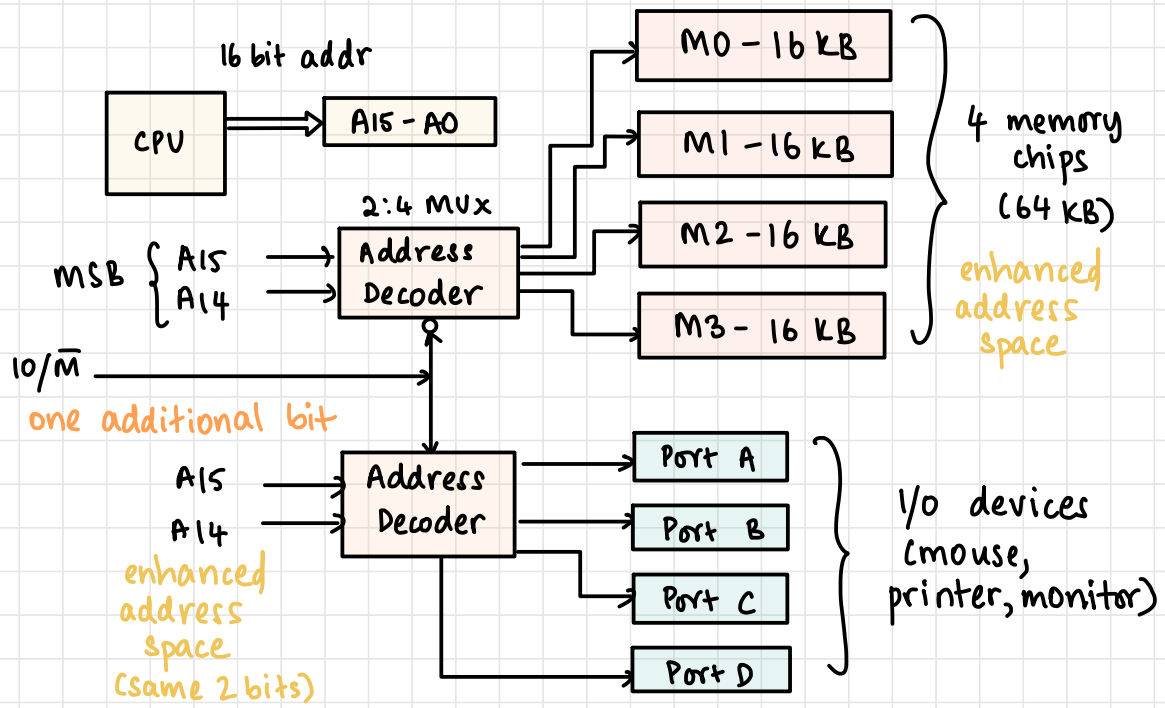 16 bit addr
CPU
A15 - A0
M0 - 16 KB
M1 - 16 KB
M2 - 16 KB
M3 - 16 KB
4 memory
chips
(64 KB)
enhanced
address
space
2:4 MUX
Address
Decoder
MSB
A15
A14
IO/M̅
one additional bit
A15
A14
enhanced
address
space
(same 2 bits)
Address
Decoder
Port A
Port B
Port C
Port D
I/O devices
(mouse,
printer, monitor)